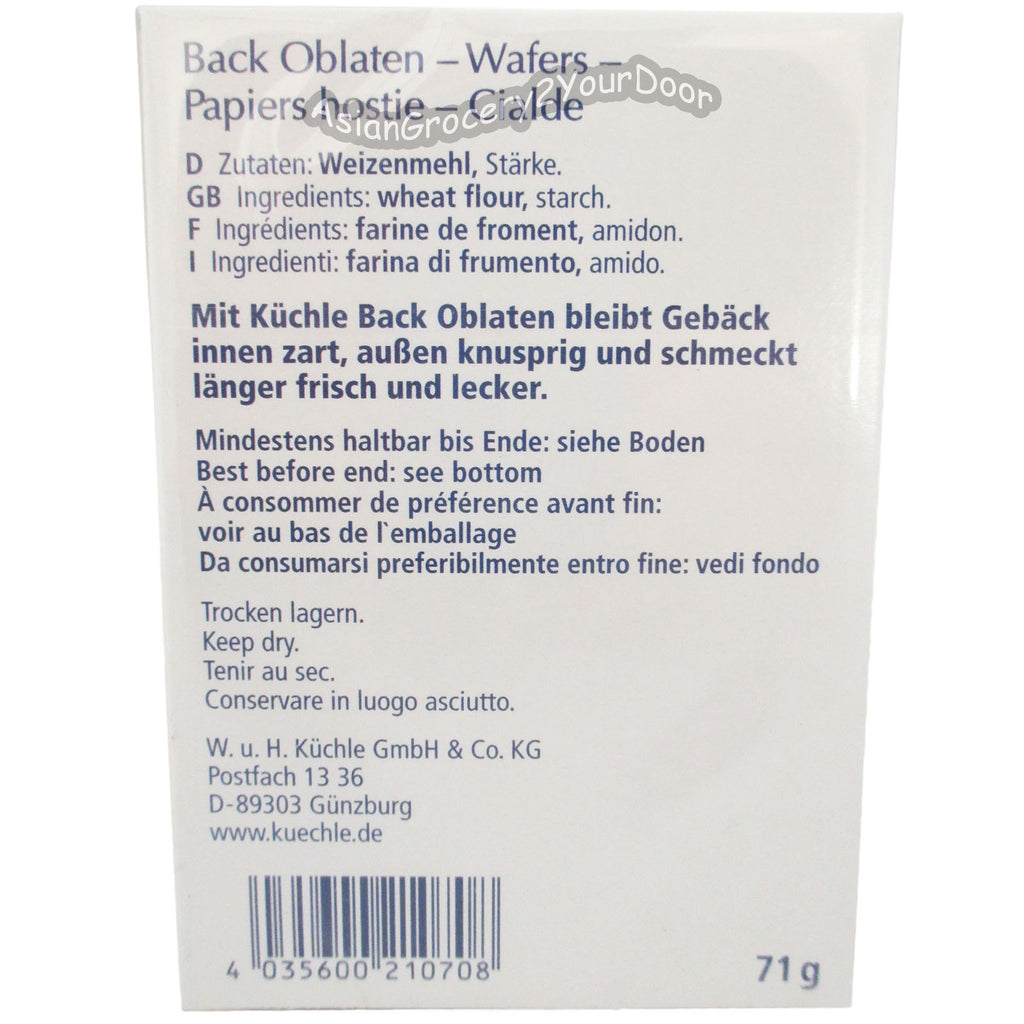 Back Oblaten – Wafers –
Papiers hostie – Cialde
AsianGrocery2YourDoor
D Zutaten: Weizenmehl, Stärke.
GB Ingredients: wheat flour, starch.
F Ingrédients: farine de froment, amidon.
I Ingredienti: farina di frumento, amido.
Mit Küchle Back Oblaten bleibt Gebäck
innen zart, außen knusprig und schmeckt
länger frisch und lecker.
Mindestens haltbar bis Ende: siehe Boden
Best before end: see bottom
À consommer de préférence avant fin:
voir au bas de l`emballage
Da consumarsi preferibilmente entro fine: vedi fondo
Trocken lagern.
Keep dry.
Tenir au sec.
Conservare in luogo asciutto.
W. u. H. Küchle GmbH & Co. KG
Postfach 13 36
D-89303 Günzburg
www.kuechle.de
4 035600 210708
71 g